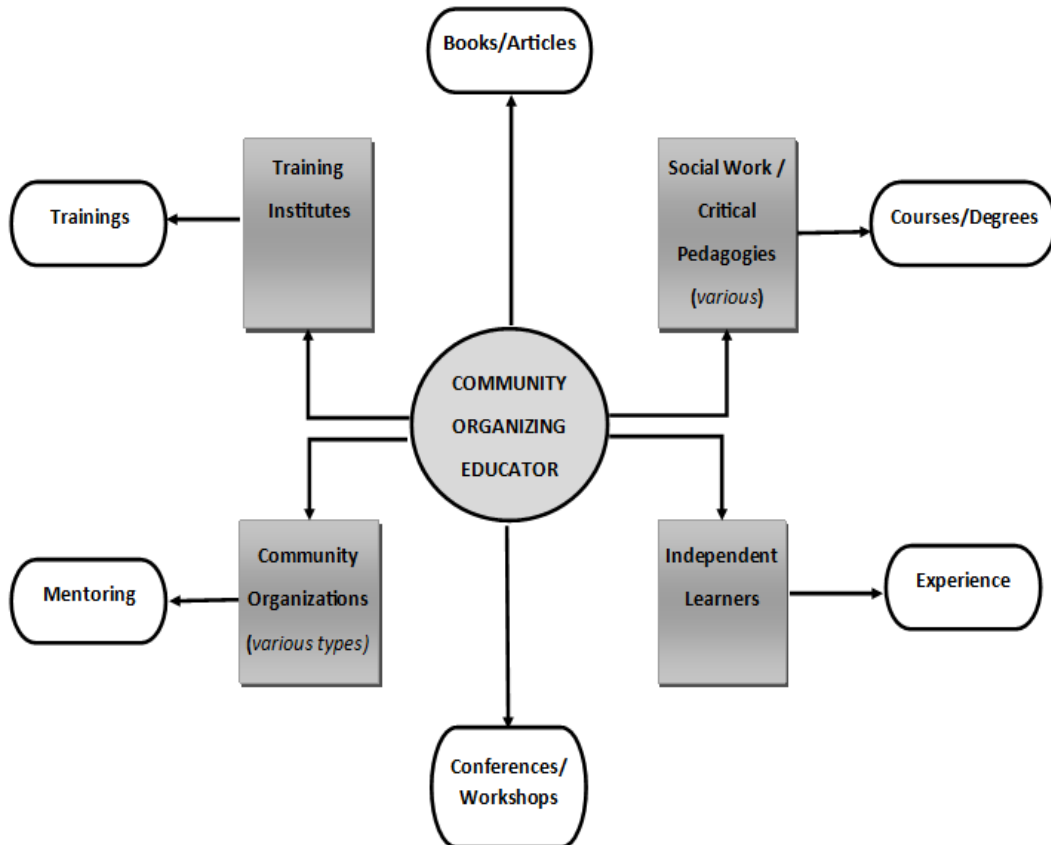 Books/Articles
Training
Institutes
Social Work /
Critical
Pedagogies
(various)
Trainings
Courses/Degrees
COMMUNITY
ORGANIZING
EDUCATOR
Community
Organizations
(various types)
Independent
Learners
Mentoring
Experience
Conferences/
Workshops